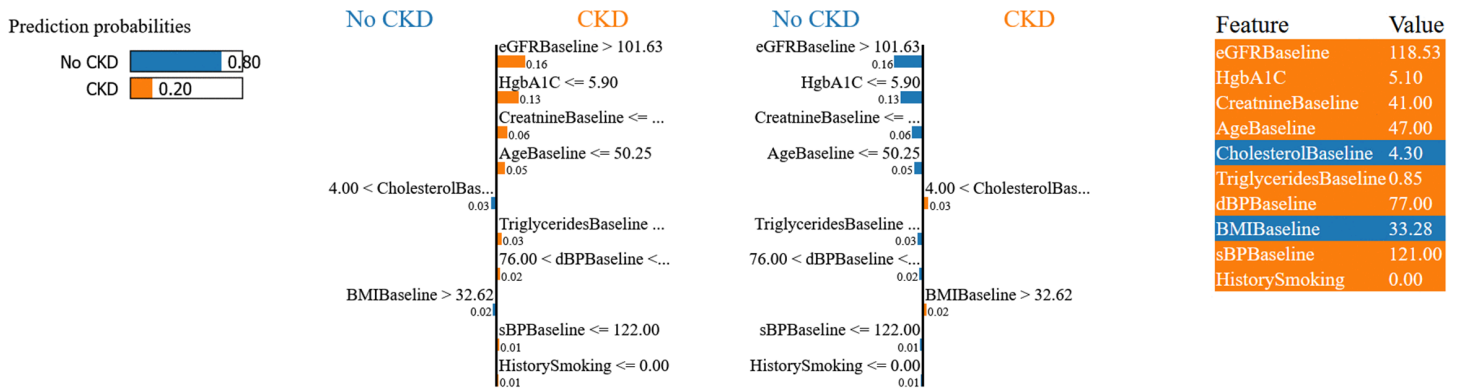 Prediction probabilities
No CKD 0.80
CKD 0.20
No CKD CKD
eGFRBaseline > 101.63
0.16
HgbA1C <= 5.90
0.13
CreatnineBaseline <= ...
0.06
AgeBaseline <= 50.25
0.05
4.00 < CholesterolBas...
0.03
TriglyceridesBaseline ...
0.03
76.00 < dBPBaseline <...
0.02
BMIBaseline > 32.62
0.02
sBPBaseline <= 122.00
0.01
HistorySmoking <= 0.00
0.01
No CKD CKD
eGFRBaseline > 101.63
0.16
HgbA1C <= 5.90
0.13
CreatnineBaseline <= ...
0.06
AgeBaseline <= 50.25
0.05
4.00 < CholesterolBas...
0.03
TriglyceridesBaseline ...
0.03
76.00 < dBPBaseline <...
0.02
BMIBaseline > 32.62
0.02
sBPBaseline <= 122.00
0.01
HistorySmoking <= 0.00
0.01
Feature Value
eGFRBaseline 118.53
HgbA1C 5.10
CreatnineBaseline 41.00
AgeBaseline 47.00
CholesterolBaseline 4.30
TriglyceridesBaseline 0.85
dBPBaseline 77.00
BMIBaseline 33.28
sBPBaseline 121.00
HistorySmoking 0.00